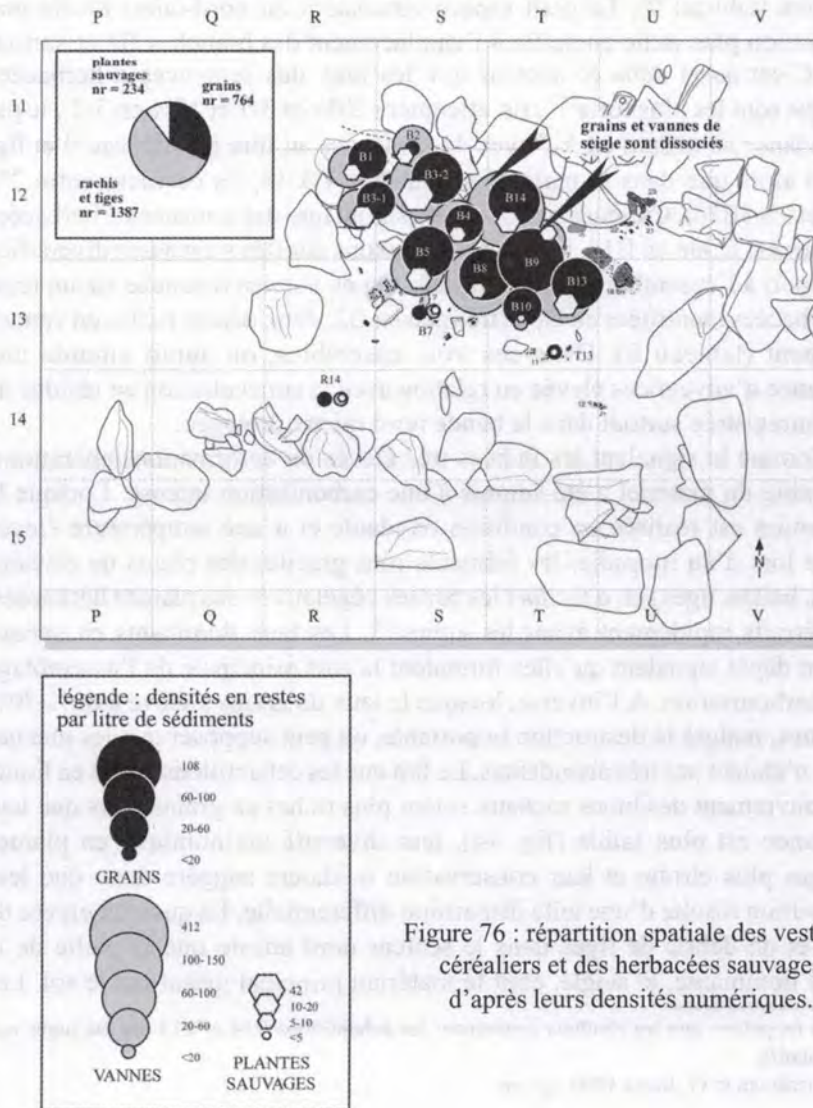 P Q R S T U V
plantes
sauvages
nr = 234
grains
nr = 764
rachis
et tiges
nr = 1387
grains et vannes de
seigle sont dissociés
11
12
13
14
15
B1
B2
B3-2
B3-1
B4
B14
B5
B8
B9
B13
B10
B7
R14
T13
N
P Q R S T U V
légende : densités en restes
par litre de sédiments
108
60-100
20-60
<20
GRAINS
412
100-150
60-100
20-60
<20
VANNES
42
10-20
5-10
<5
PLANTES
SAUVAGES
Figure 76 : répartition spatiale des vest
céréaliers et des herbacées sauvage
d'après leurs densités numériques.